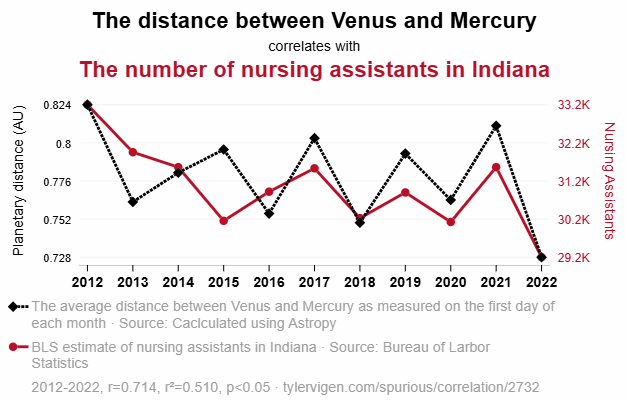 The distance between Venus and Mercury
correlates with
The number of nursing assistants in Indiana
Planetary distance (AU)
0.824
0.8
0.776
0.752
0.728
33.2K
32.2K
31.2K
30.2K
29.2K
Nursing Assistants
2012 2013 2014 2015 2016 2017 2018 2019 2020 2021 2022
The average distance between Venus and Mercury as measured on the first day of
each month · Source: Caclculated using Astropy
BLS estimate of nursing assistants in Indiana · Source: Bureau of Larbor
Statistics
2012-2022, r=0.714, r²=0.510, p<0.05 · tylervigen.com/spurious/correlation/2732